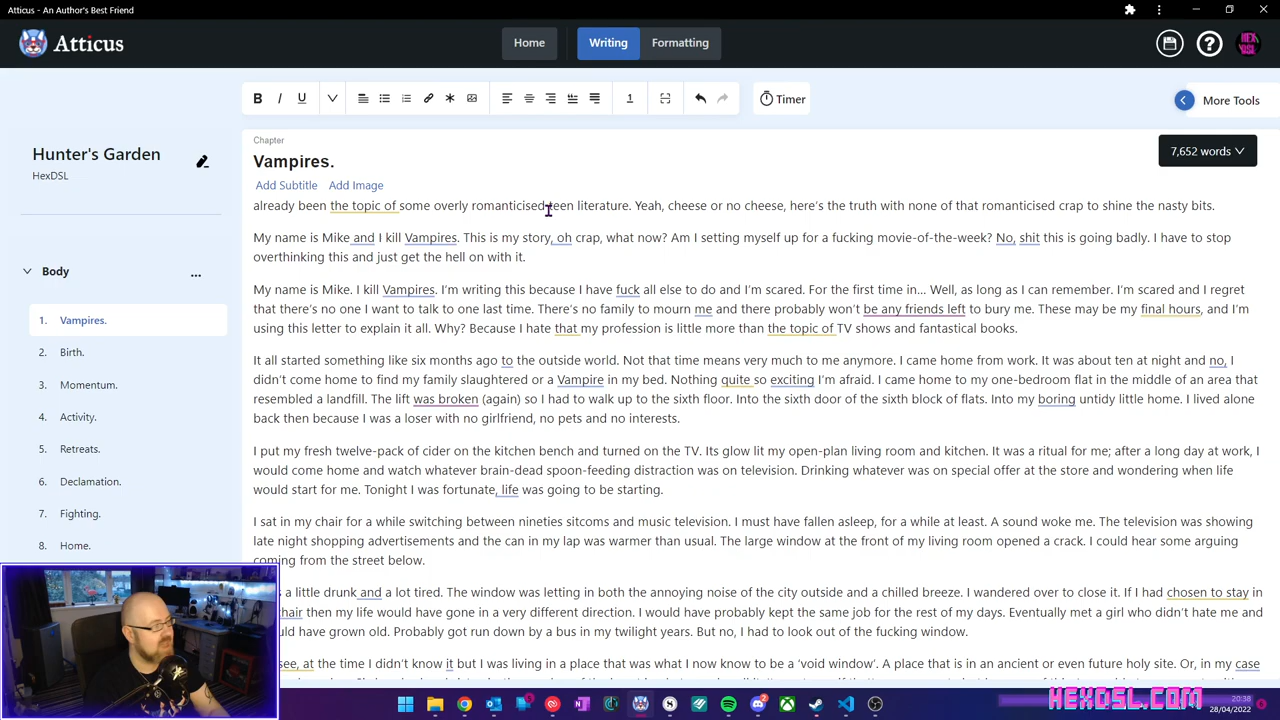 Atticus - An Author's Best Friend
Atticus
Home
Writing
Formatting
B I U
1
Timer
More Tools
Hunter's Garden
HexDSL
Body
...
1. Vampires.
2. Birth.
3. Momentum.
4. Activity.
5. Retreats.
6. Declamation.
7. Fighting.
8. Home.
Chapter
Vampires.
7,652 words
Add Subtitle Add Image
already been the topic of some overly romanticised teen literature. Yeah, cheese or no cheese, here's the truth with none of that romanticised crap to shine the nasty bits.
My name is Mike and I kill Vampires. This is my story, oh crap, what now? Am I setting myself up for a fucking movie-of-the-week? No, shit this is going badly. I have to stop
overthinking this and just get the hell on with it.
My name is Mike. I kill Vampires. I'm writing this because I have fuck all else to do and I'm scared. For the first time in... Well, as long as I can remember. I'm scared and I regret
that there's no one I want to talk to one last time. There's no family to mourn me and there probably won't be any friends left to bury me. These may be my final hours, and I'm
using this letter to explain it all. Why? Because I hate that my profession is little more than the topic of TV shows and fantastical books.
It all started something like six months ago to the outside world. Not that time means very much to me anymore. I came home from work. It was about ten at night and no, I
didn't come home to find my family slaughtered or a Vampire in my bed. Nothing quite so exciting I'm afraid. I came home to my one-bedroom flat in the middle of an area that
resembled a landfill. The lift was broken (again) so I had to walk up to the sixth floor. Into the sixth door of the sixth block of flats. Into my boring untidy little home. I lived alone
back then because I was a loser with no girlfriend, no pets and no interests.
I put my fresh twelve-pack of cider on the kitchen bench and turned on the TV. Its glow lit my open-plan living room and kitchen. It was a ritual for me; after a long day at work, I
would come home and watch whatever brain-dead spoon-feeding distraction was on television. Drinking whatever was on special offer at the store and wondering when life
would start for me. Tonight I was fortunate, life was going to be starting.
I sat in my chair for a while switching between nineties sitcoms and music television. I must have fallen asleep, for a while at least. A sound woke me. The television was showing
late night shopping advertisements and the can in my lap was warmer than usual. The large window at the front of my living room opened a crack. I could hear some arguing
coming from the street below.
a little drunk and a lot tired. The window was letting in both the annoying noise of the city outside and a chilled breeze. I wandered over to close it. If I had chosen to stay in
chair then my life would have gone in a very different direction. I would have probably kept the same job for the rest of my days. Eventually met a girl who didn't hate me and
have grown old. Probably got run down by a bus in my twilight years. But no, I had to look out of the fucking window.
see, at the time I didn't know it but I was living in a place that was what I now know to be a 'void window'. A place that is in an ancient or even future holy site. Or, in my case
HEXDSL.COM
20:38
28/04/2022